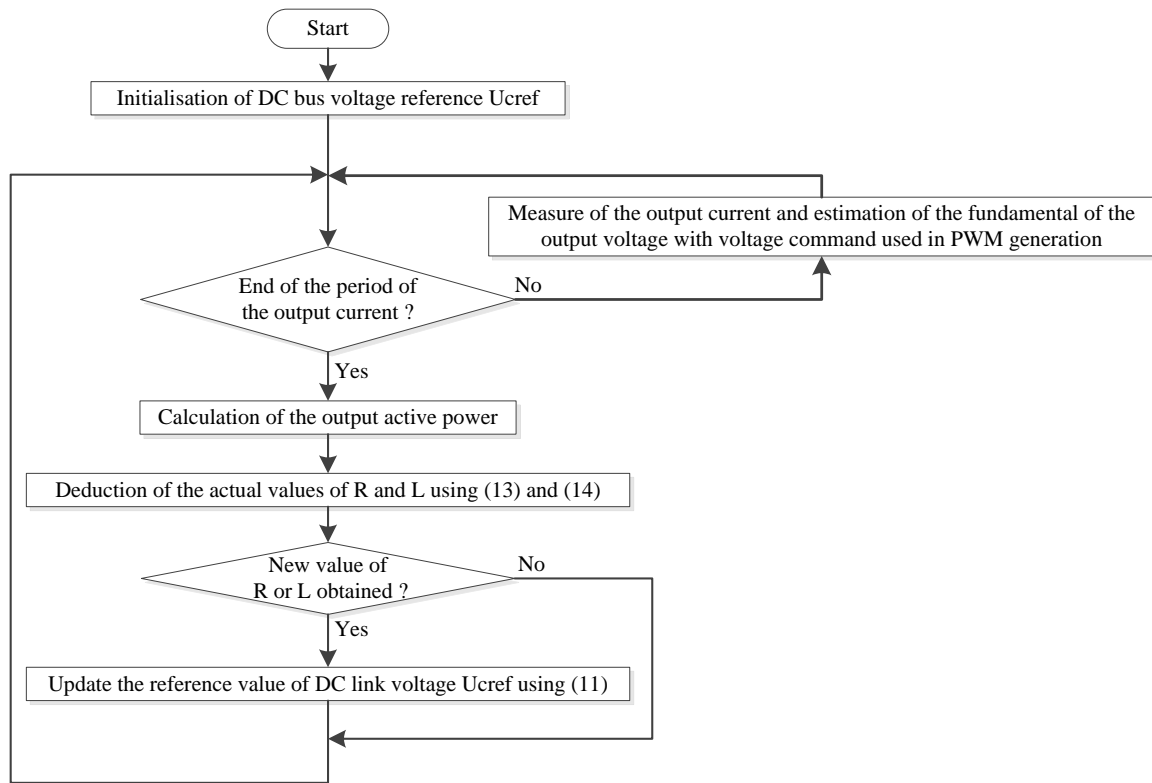 Start
Initialisation of DC bus voltage reference Ucref
Measure of the output current and estimation of the fundamental of the
output voltage with voltage command used in PWM generation
End of the period of
the output current ?
No
Yes
Calculation of the output active power
Deduction of the actual values of R and L using (13) and (14)
New value of
R or L obtained ?
No
Yes
Update the reference value of DC link voltage Ucref using (11)